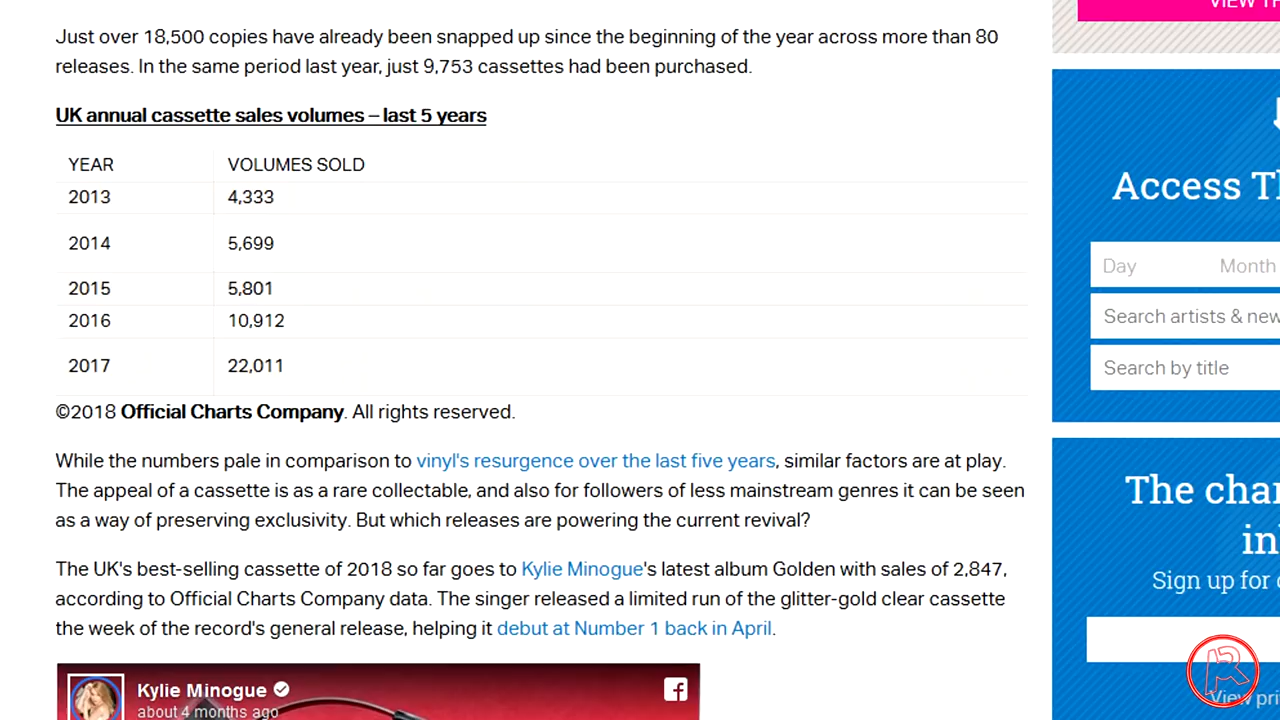 Just over 18,500 copies have already been snapped up since the beginning of the year across more than 80
releases. In the same period last year, just 9,753 cassettes had been purchased.
UK annual cassette sales volumes – last 5 years
YEAR VOLUMES SOLD
2013 4,333
2014 5,699
2015 5,801
2016 10,912
2017 22,011
©2018 Official Charts Company. All rights reserved.
While the numbers pale in comparison to vinyl's resurgence over the last five years, similar factors are at play.
The appeal of a cassette is as a rare collectable, and also for followers of less mainstream genres it can be seen
as a way of preserving exclusivity. But which releases are powering the current revival?
The UK's best-selling cassette of 2018 so far goes to Kylie Minogue's latest album Golden with sales of 2,847,
according to Official Charts Company data. The singer released a limited run of the glitter-gold clear cassette
the week of the record's general release, helping it debut at Number 1 back in April.
Kylie Minogue
about 4 months ago
VIEW
Access
Day Month
Search artists &
Search by title
The
Sign up for
View